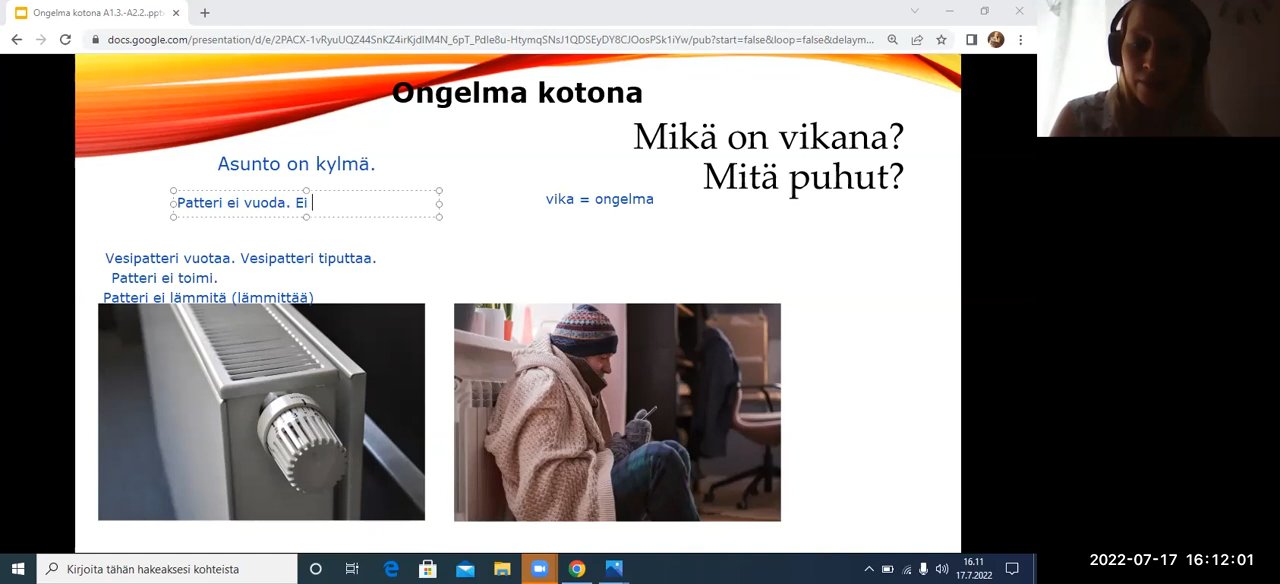 Ongelma kotona A1.3.-A2.2..ppt
docs.google.com/presentation/d/e/2PACX-1vRyuUQZ44SnKZ4irKjdIM4N_6pT_Pdle8u-HtymqSNsJ1QDSEyDY8CJOosPSk1iYw/pub?start=false&loop=false&delaym...
Ongelma kotona
Mikä on vikana?
Mitä puhut?
Asunto on kylmä.
Patteri ei vuoda. Ei
vika = ongelma
Vesipatteri vuotaa. Vesipatteri tiputtaa.
Patteri ei toimi.
Patteri ei lämmitä (lämmittää)
Kirjoita tähän hakeaksesi kohteista
16.11
17.7.2022
2022-07-17 16:12:01